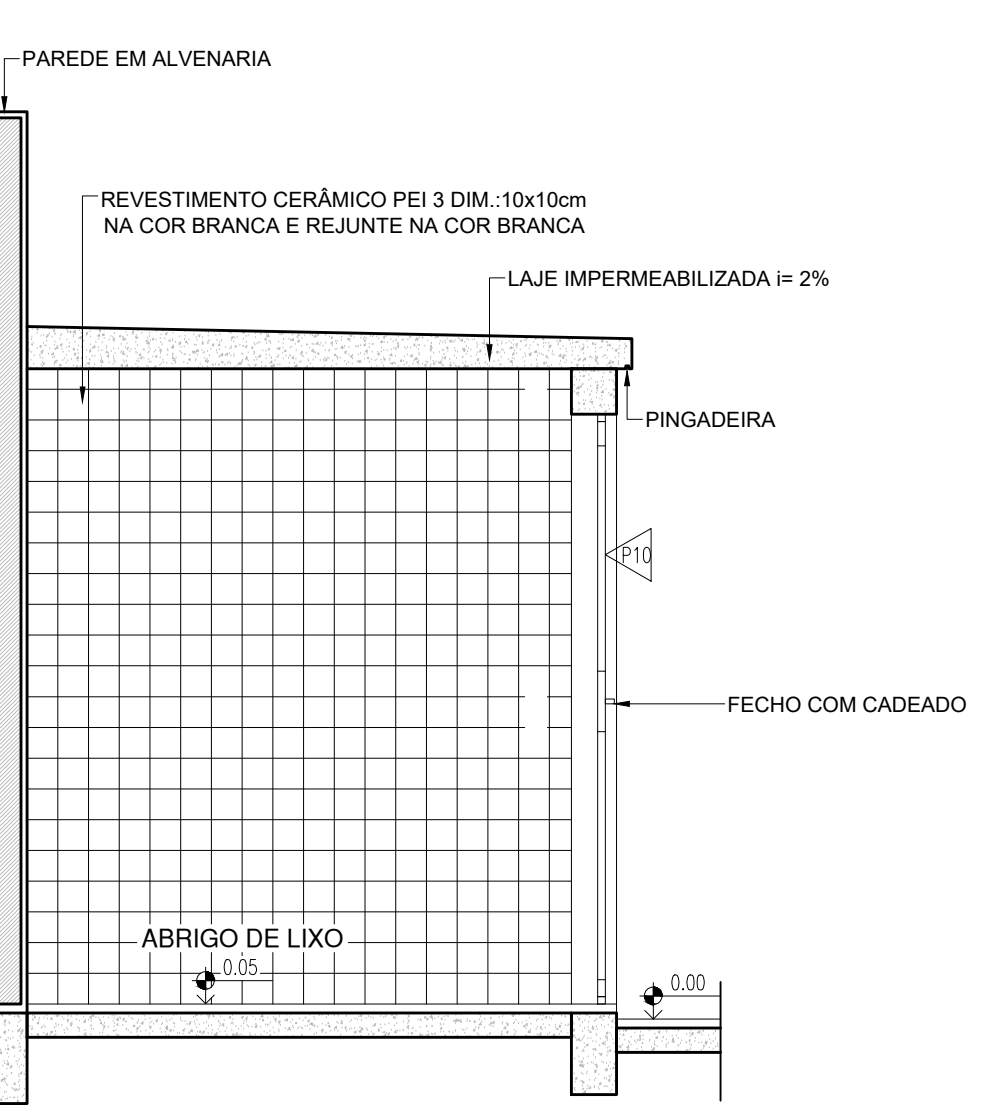 PAREDE EM ALVENARIA
REVESTIMENTO CERÂMICO PEI 3 DIM.:10x10cm
NA COR BRANCA E REJUNTE NA COR BRANCA
LAJE IMPERMEABILIZADA i= 2%
PINGADEIRA
P10
FECHO COM CADEADO
ABRIGO DE LIXO
0.05
0.00